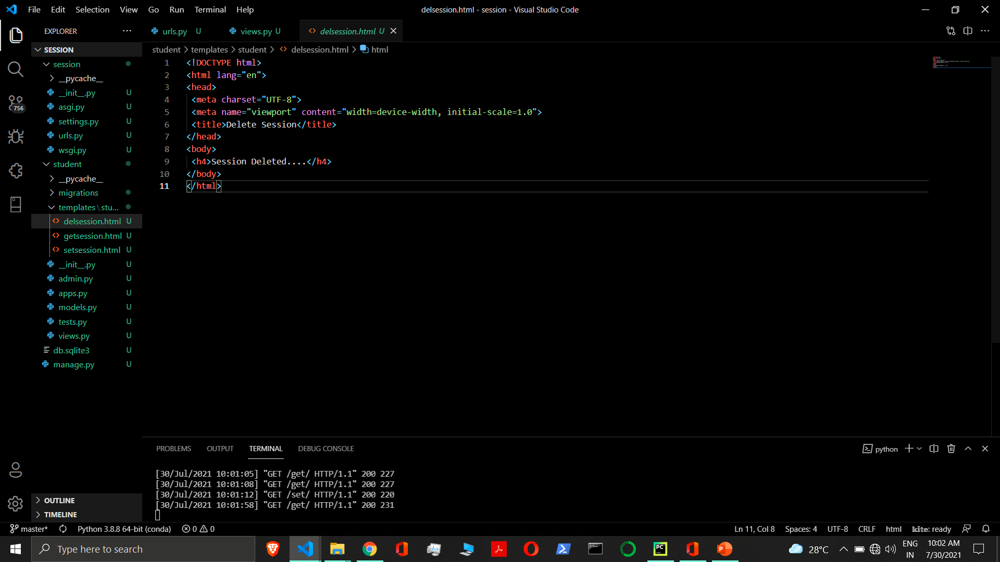 File Edit Selection View Go Run Terminal Help
delsession.html - session - Visual Studio Code
EXPLORER
urls.py U
views.py U
delsession.html U
SESSION
student > templates > student > delsession.html > html
session
__pycache__
__init__.py U
asgi.py U
settings.py U
urls.py U
wsgi.py U
student
__pycache__
migrations
templates\stu...
delsession.html U
getsession.html U
setsession.html U
__init__.py U
admin.py U
apps.py U
models.py U
tests.py U
views.py U
db.sqlite3 U
manage.py U
756
1 <!DOCTYPE html>
2 <html lang="en">
3 <head>
4 <meta charset="UTF-8">
5 <meta name="viewport" content="width=device-width, initial-scale=1.0">
6 <title>Delete Session</title>
7 </head>
8 <body>
9 <h4>Session Deleted....</h4>
10 </body>
11 </html>
PROBLEMS OUTPUT TERMINAL DEBUG CONSOLE
python
[30/Jul/2021 10:01:05] "GET /get/ HTTP/1.1" 200 227
[30/Jul/2021 10:01:08] "GET /get/ HTTP/1.1" 200 227
[30/Jul/2021 10:01:12] "GET /set/ HTTP/1.1" 200 220
[30/Jul/2021 10:01:58] "GET /get/ HTTP/1.1" 200 231
OUTLINE
TIMELINE
master* Python 3.8.8 64-bit (conda) 0 0
Ln 11, Col 8 Spaces: 4 UTF-8 CRLF html kite: ready
Type here to search
PC
P
28°C
ENG
IN
10:02 AM
7/30/2021